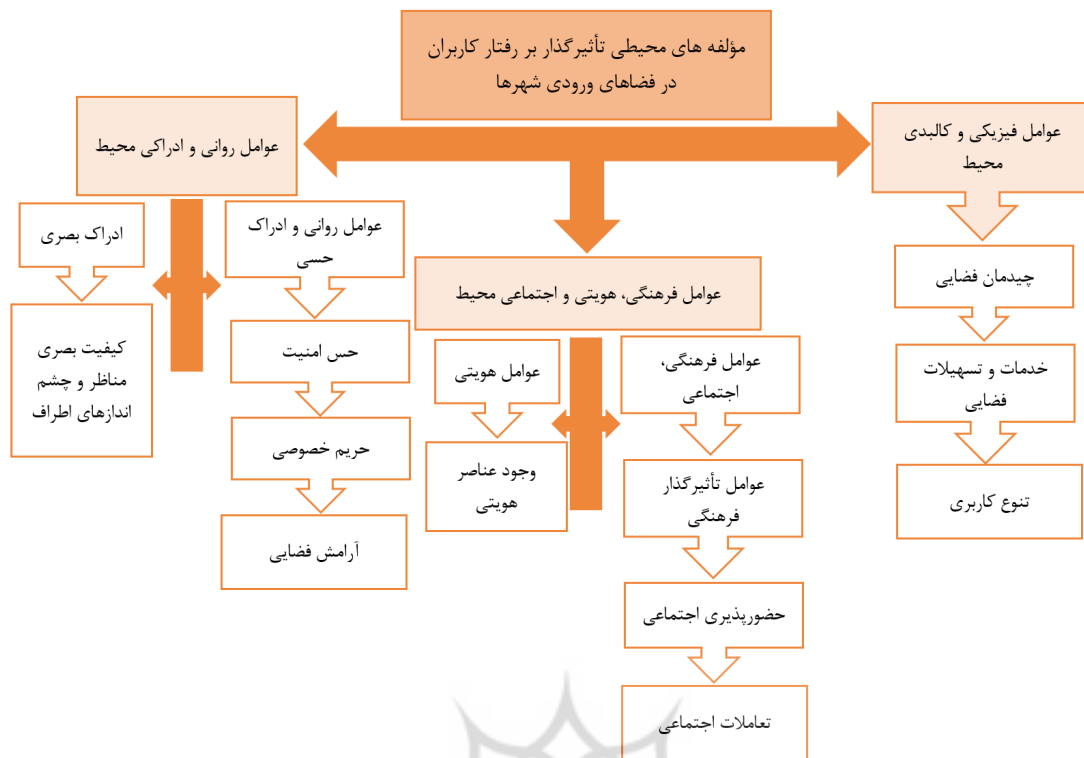 مؤلفه های محیطی تأثیرگذار بر رفتار کاربران
در فضاهای ورودی شهرها
عوامل فیزیکی و کالبدی
محیط
چیدمان فضایی
خدمات و تسهیلات
فضایی
تنوع کاربری
عوامل فرهنگی، هویتی و اجتماعی محیط
عوامل فرهنگی،
اجتماعی
عوامل تأثیرگذار
فرهنگی
حضورپذیری اجتماعی
تعاملات اجتماعی
عوامل هویتی
وجود عناصر
هویتی
عوامل روانی و ادراکی محیط
عوامل روانی و ادراک
حسی
حس امنیت
حریم خصوصی
آرامش فضایی
ادراک بصری
کیفیت بصری
مناظر و چشم
اندازهای اطراف